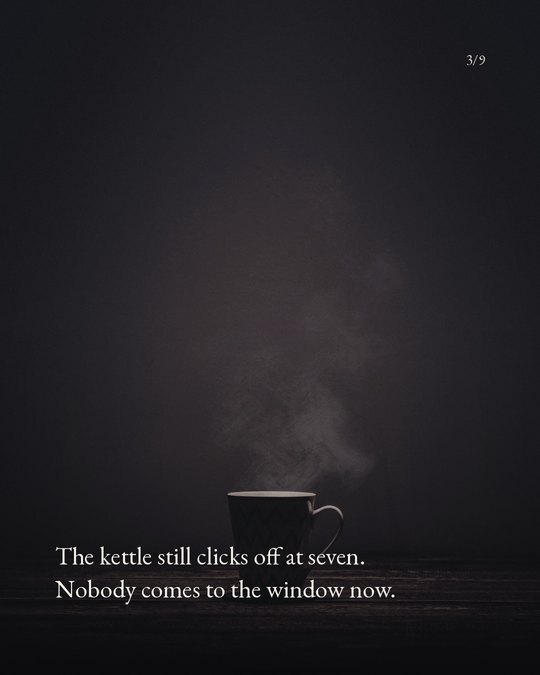 3/9
The kettle still clicks off at seven.
Nobody comes to the window now.